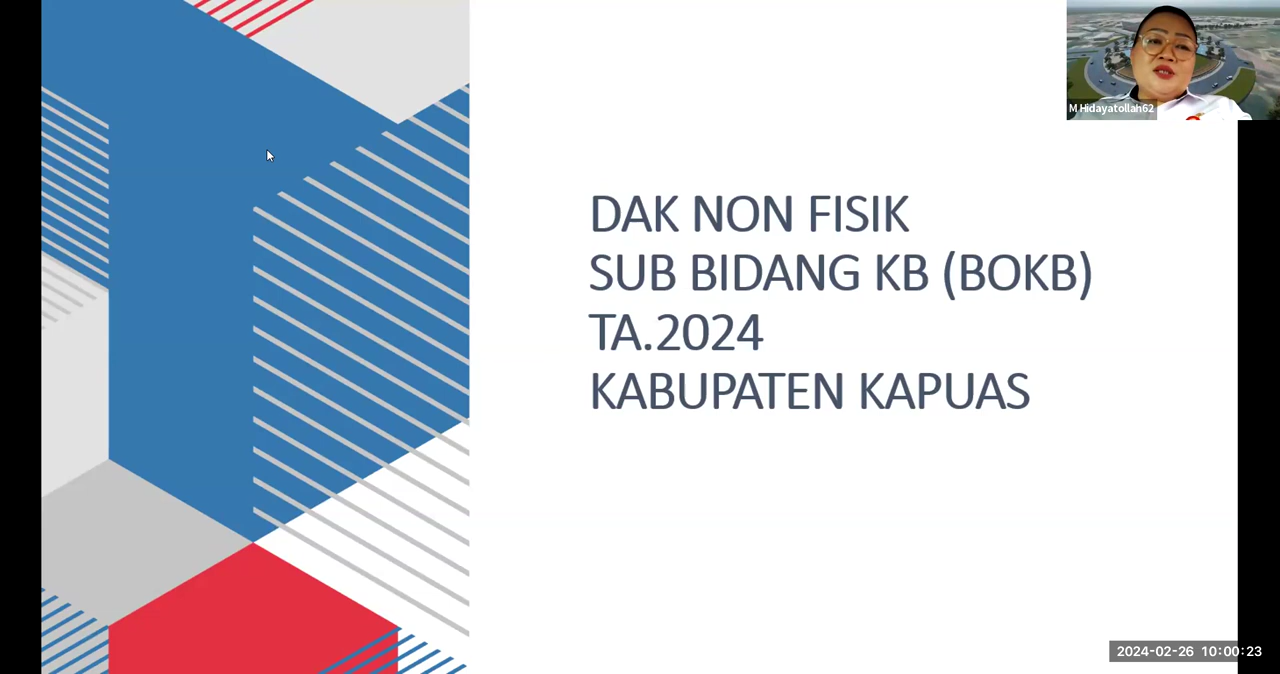 M Hidayatollah62
DAK NON FISIK
SUB BIDANG KB (BOKB)
TA.2024
KABUPATEN KAPUAS
2024-02-26 10:00:23